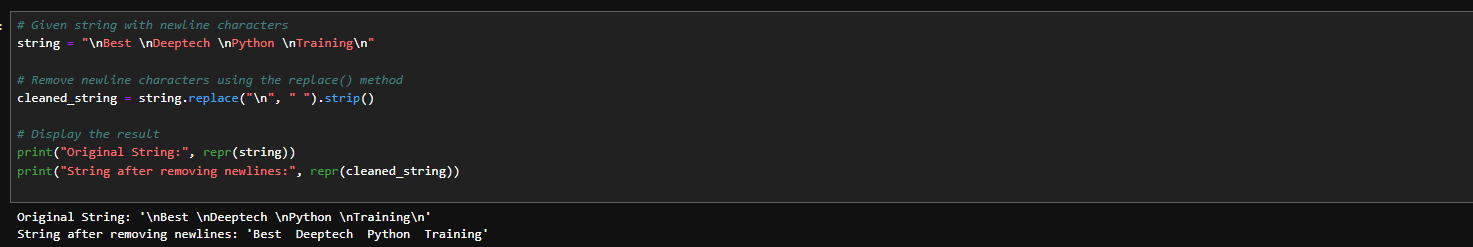 :
# Given string with newline characters
string = "\nBest \nDeeptech \nPython \nTraining\n"
# Remove newline characters using the replace() method
cleaned_string = string.replace("\n", " ").strip()
# Display the result
print("Original String:", repr(string))
print("String after removing newlines:", repr(cleaned_string))
Original String: '\nBest \nDeeptech \nPython \nTraining\n'
String after removing newlines: 'Best  Deeptech  Python  Training'